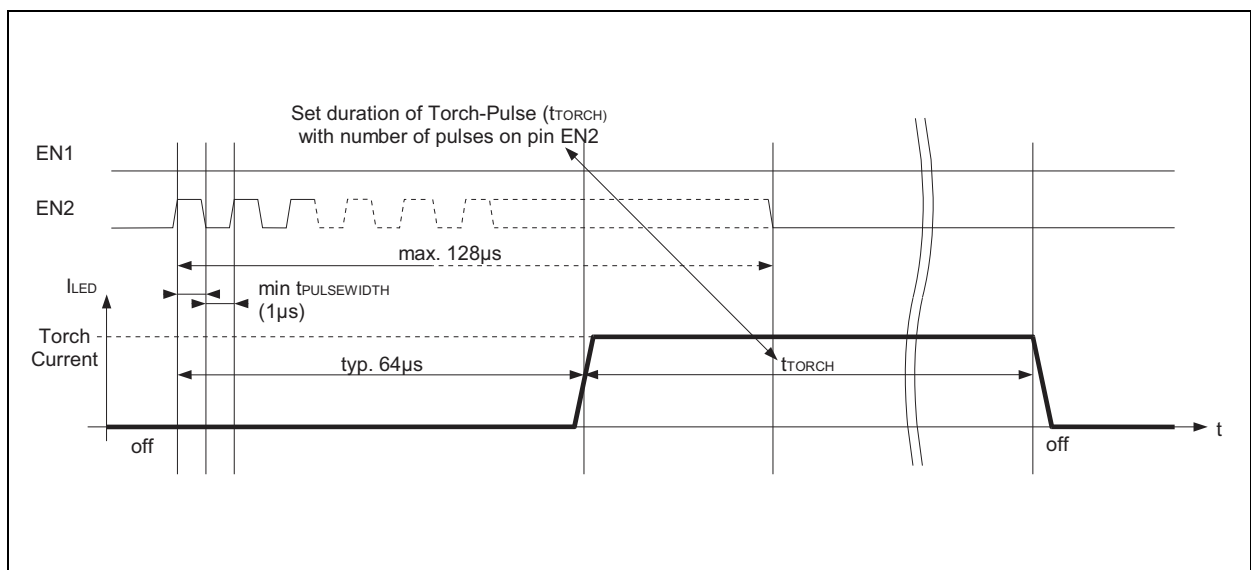 Set duration of Torch-Pulse (tTORCH)
with number of pulses on pin EN2
EN1
EN2
max. 128µs
ILED
min tPULSEWIDTH
(1µs)
Torch
Current
typ. 64µs
tTORCH
t
off
off